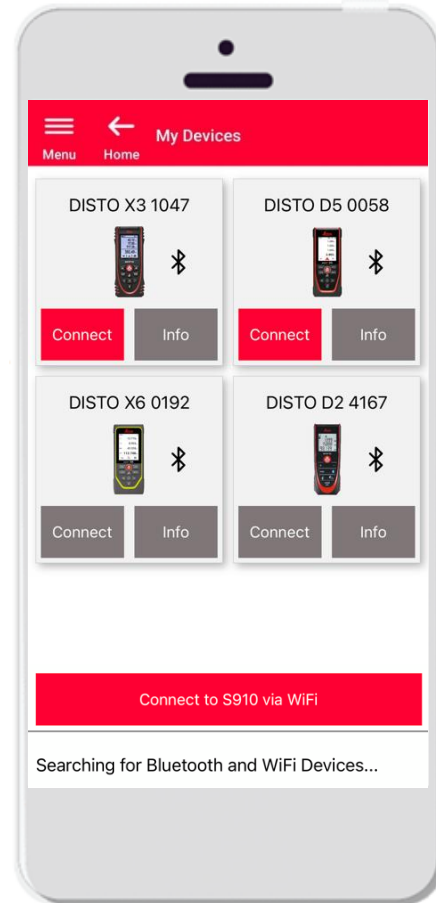 Menu
Home
My Devices
DISTO X3 1047
DISTO D5 0058
Connect
Info
Connect
Info
DISTO X6 0192
DISTO D2 4167
Connect
Info
Connect
Info
Connect to S910 via WiFi
Searching for Bluetooth and WiFi Devices...